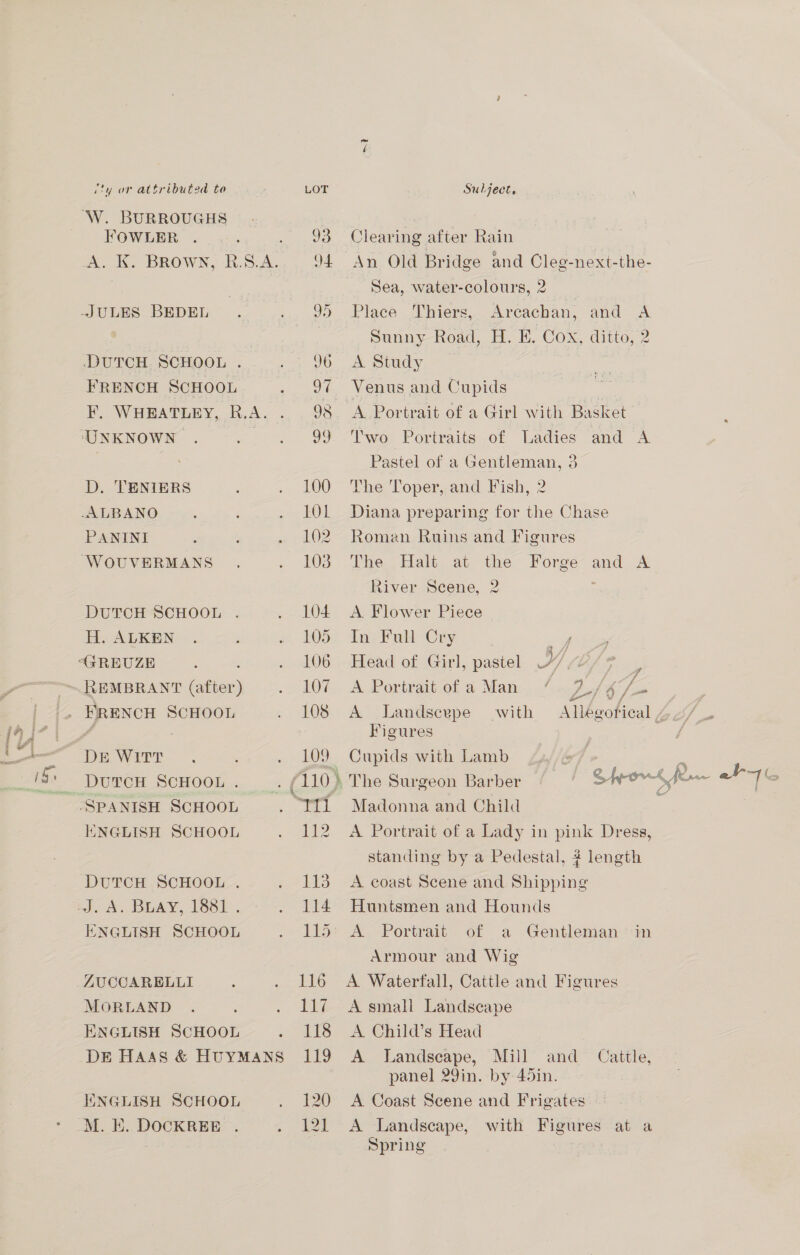 7
by or attributed to LOT Subject.
W. BURROUGHS
FOWLER . . . 93 Clearing after Rain
A. K. BROWN, R.S.A. 94 An Old Bridge and Cleg-next-the-
Sea, water-colours, 2
JULES BEDEL . . 95 Place Thiers, Arcachan, and A
Sunny Road, H. E. COX, ditto, 2
DUTCH SCHOOL . . 96 A Study
FRENCH SCHOOL . 97 Venus and Cupids
F. WHEATLEY, R.A. . 98 A Portrait of a Girl with Basket
UNKNOWN . . . 99 Two Portraits of Ladies and A
Pastel of a Gentleman, 3
D. TENIERS . . 100 The Toper, and Fish, 2
ALBANO . . . 101 Diana preparing for the Chase
PANINI . . . 102 Roman Ruins and Figures
WOUVERMANS . . 103 The Halt at the Forge and A
River Scene, 2
DUTCH SCHOOL . . 104 A Flower Piece
H. ALKEN . . . 105 In Full Cry
GREUZE . . . 106 Head of Girl, pastel
REMBRANT (after) . 107 A Portrait of a Man
FRENCH SCHOOL . 108 A Landscepe with Allegorical
Figures
DE WITT . . . 109 Cupids with Lamb
DUTCH SCHOOL . . 110 The Surgeon Barber
SPANISH SCHOOL . 111 Madonna and Child
ENGLISH SCHOOL . 112 A Portrait of a Lady in pink Dress,
standing by a Pedestal, ¾ length
DUTCH SCHOOL . . 113 A coast Scene and Shipping
J. A. BLAY, 1881 . . 114 Huntsmen and Hounds
ENGLISH SCHOOL . 115 A Portrait of a Gentleman in
Armour and Wig
ZUCCARELLI . . 116 A Waterfall, Cattle and Figures
MORLAND . . . 117 A small Landscape
ENGLISH SCHOOL . 118 A Child's Head
DE HAAS & HUYMANS 119 A Landscape, Mill and Cattle,
panel 29in. by 45in.
ENGLISH SCHOOL . 120 A Coast Scene and Frigates
M. E. DOCKREE . . 121 A Landscape, with Figures at a
Spring